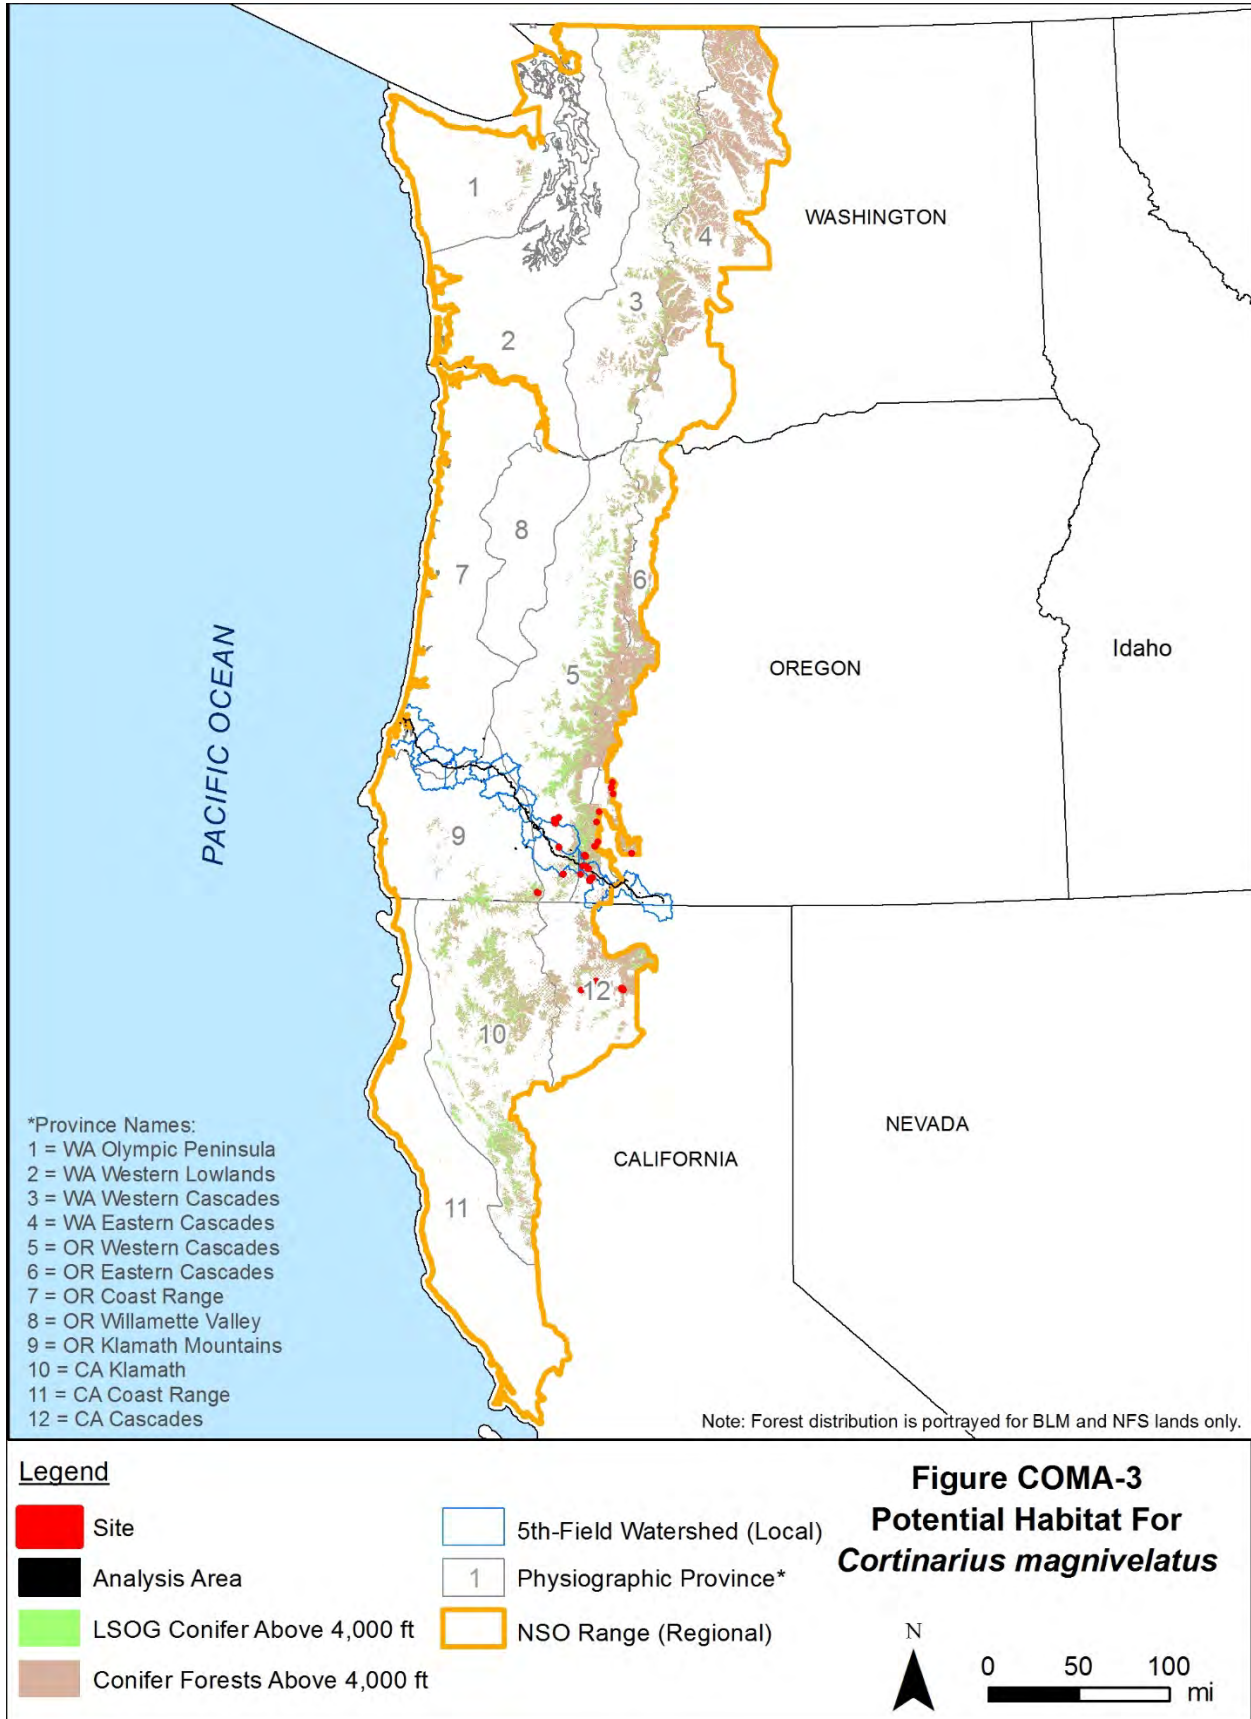 WASHINGTON
1
4
3
2
8
7
6
5
OREGON
Idaho
PACIFIC OCEAN
9
12
10
NEVADA
CALIFORNIA
11
*Province Names:
1 = WA Olympic Peninsula
2 = WA Western Lowlands
3 = WA Western Cascades
4 = WA Eastern Cascades
5 = OR Western Cascades
6 = OR Eastern Cascades
7 = OR Coast Range
8 = OR Willamette Valley
9 = OR Klamath Mountains
10 = CA Klamath
11 = CA Coast Range
12 = CA Cascades
Note: Forest distribution is portrayed for BLM and NFS lands only.
Legend
Site
Analysis Area
LSOG Conifer Above 4,000 ft
Conifer Forests Above 4,000 ft
5th-Field Watershed (Local)
1 Physiographic Province*
NSO Range (Regional)
Figure COMA-3
Potential Habitat For
Cortinarius magnivelatus
N
0 50 100
mi